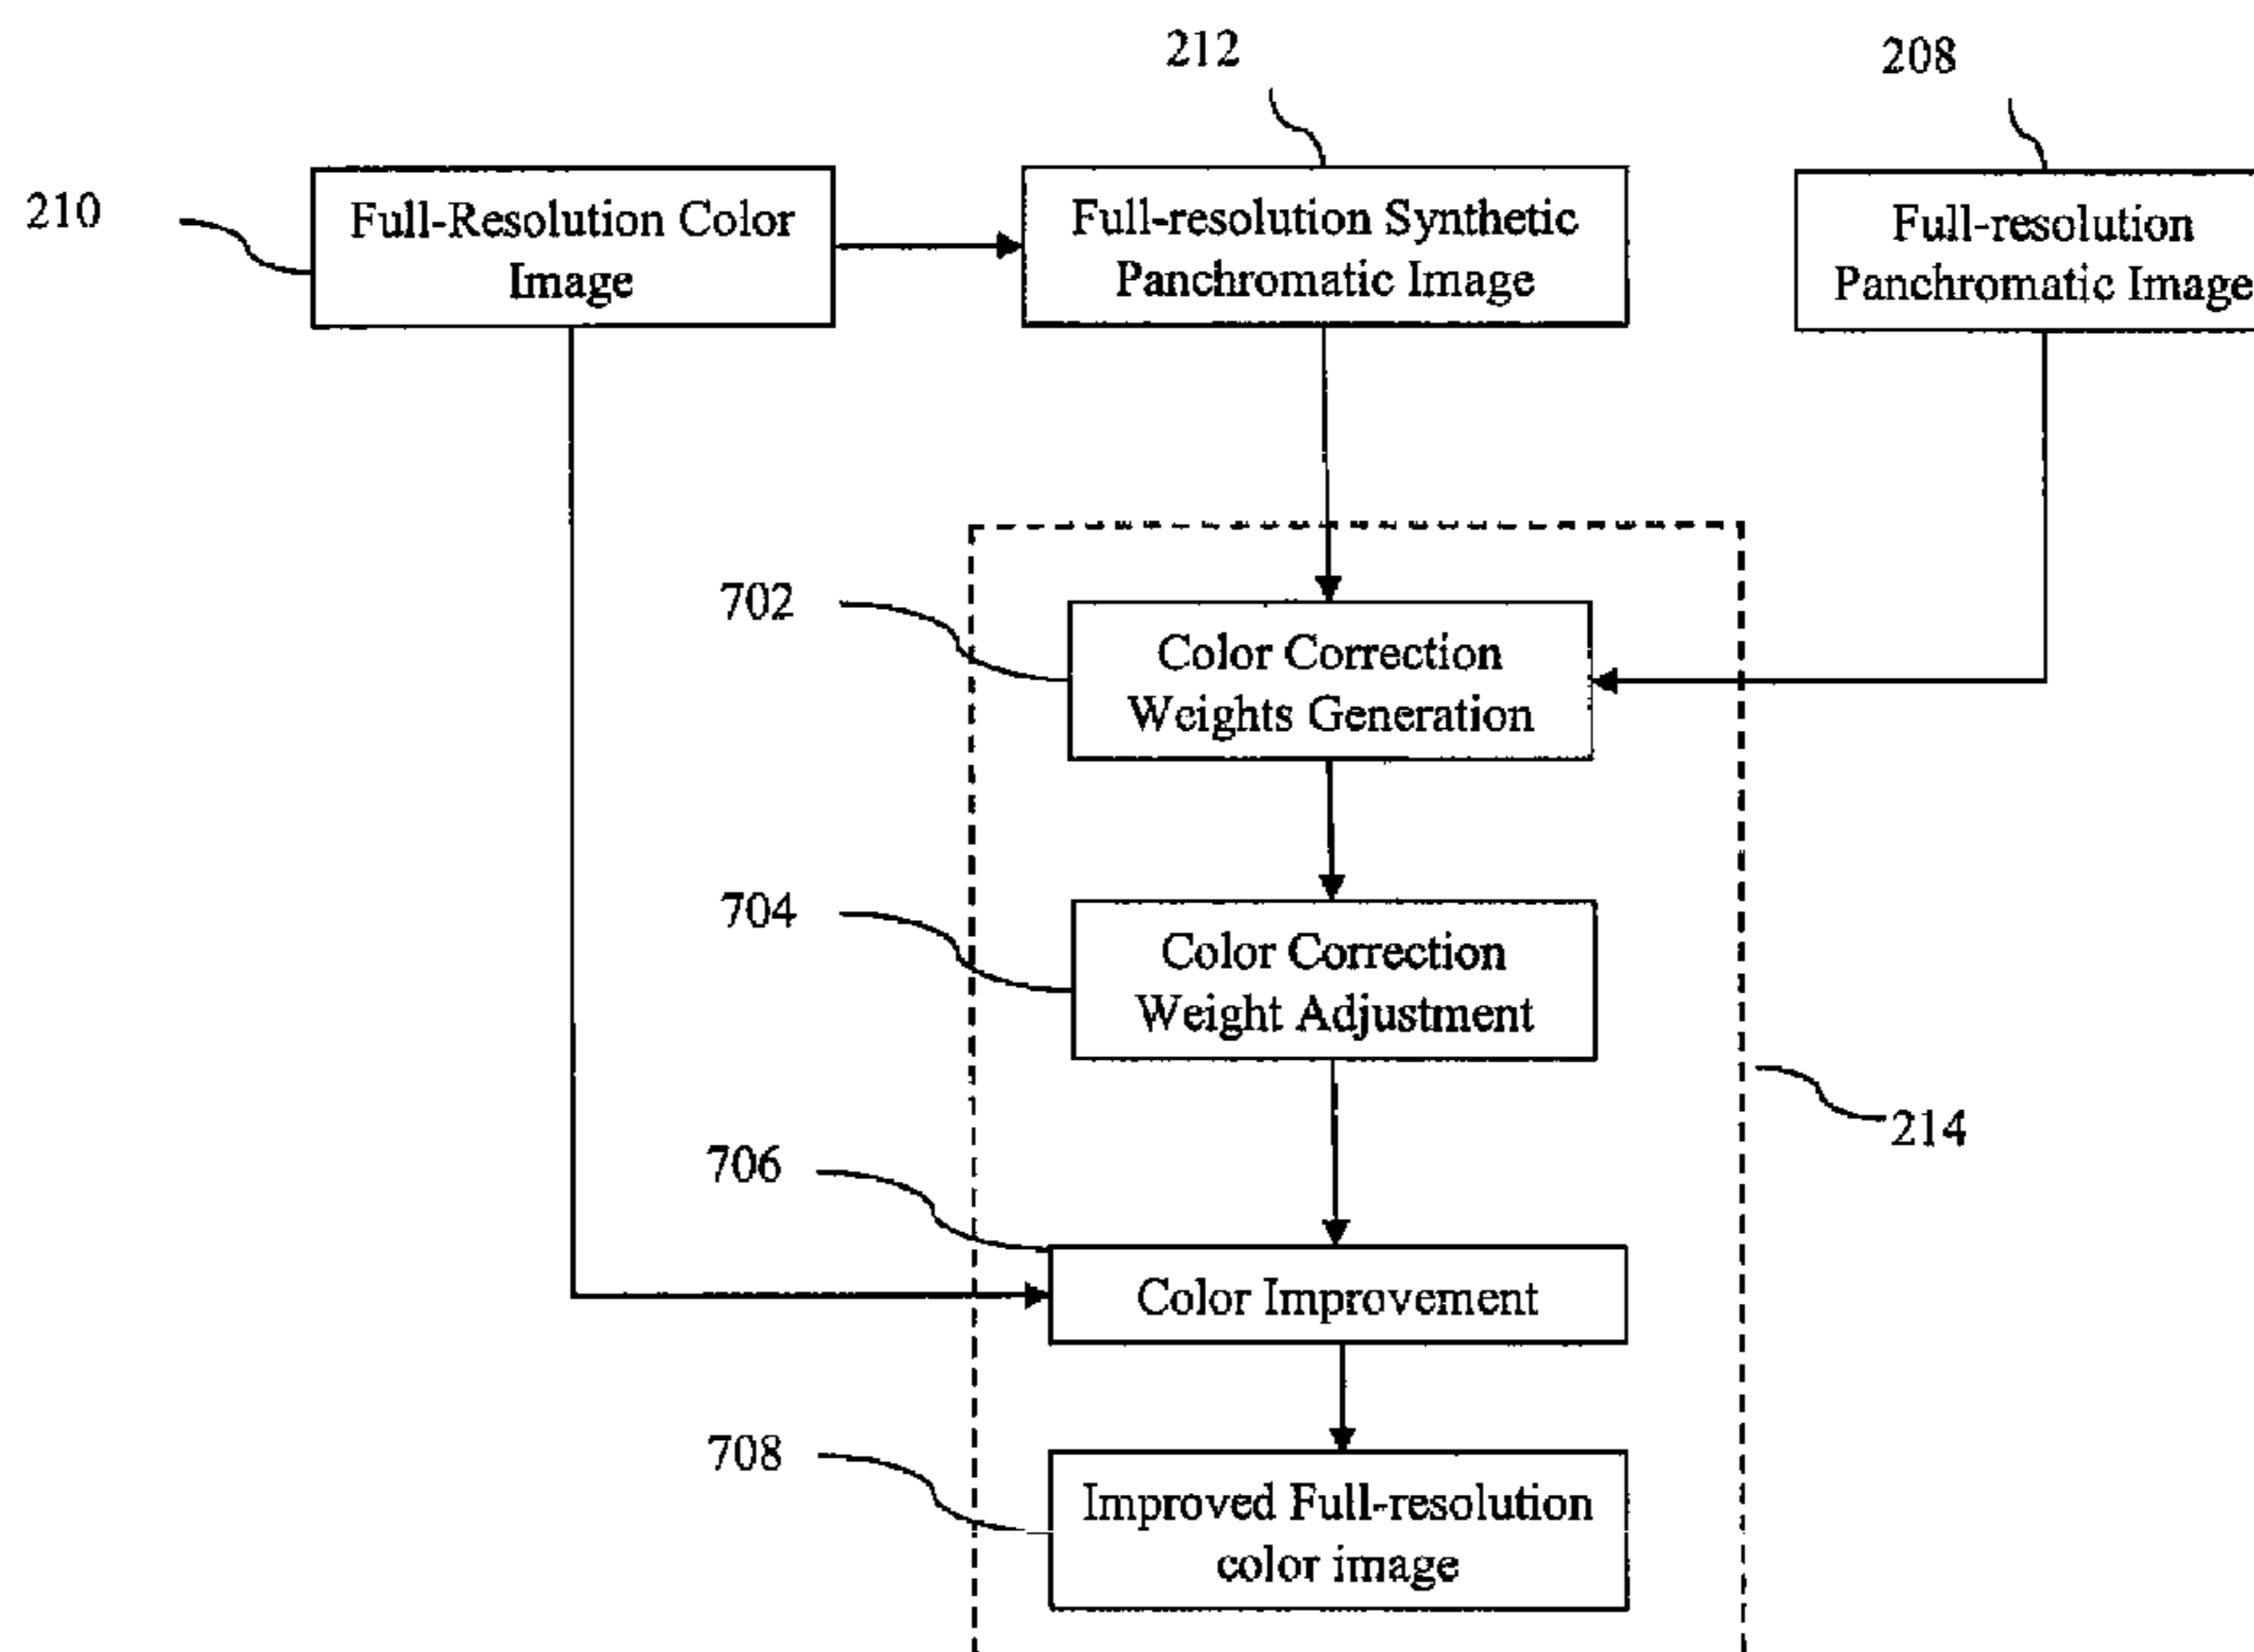 212
208
210
Full-Resolution Color
Image
Full-resolution Synthetic
Panchromatic Image
Full-resolution
Panchromatic Image
702
Color Correction
Weights Generation
704
Color Correction
Weight Adjustment
214
706
Color Improvement
708
Improved Full-resolution
color image